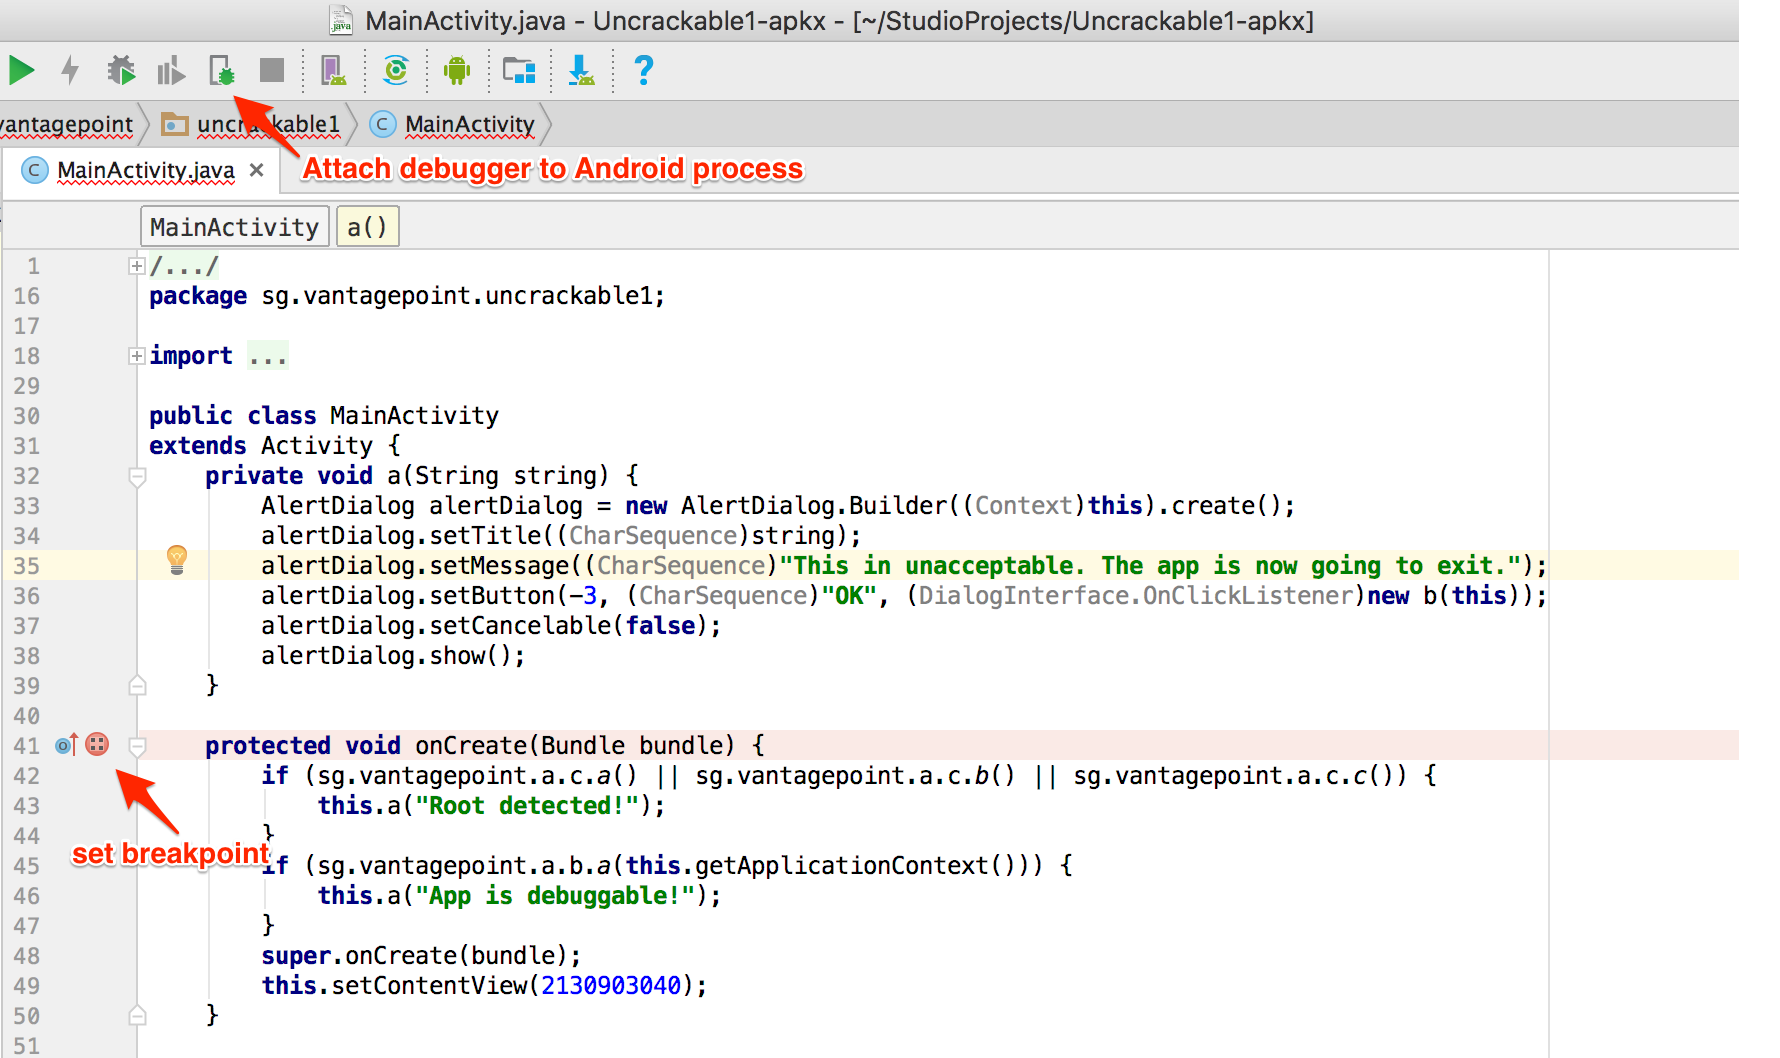 MainActivity.java - Uncrackable1-apkx - [~/StudioProjects/Uncrackable1-apkx]
vantagepoint uncrackable1 C MainActivity
C MainActivity.java ×
Attach debugger to Android process
MainActivity a()
1 /.../
16 package sg.vantagepoint.uncrackable1;
17
18 import ...
29
30 public class MainActivity
31 extends Activity {
32 private void a(String string) {
33 AlertDialog alertDialog = new AlertDialog.Builder((Context)this).create();
34 alertDialog.setTitle((CharSequence)string);
35 alertDialog.setMessage((CharSequence)"This in unacceptable. The app is now going to exit.");
36 alertDialog.setButton(-3, (CharSequence)"OK", (DialogInterface.OnClickListener)new b(this));
37 alertDialog.setCancelable(false);
38 alertDialog.show();
39 }
40
41 protected void onCreate(Bundle bundle) {
42 if (sg.vantagepoint.a.c.a() || sg.vantagepoint.a.c.b() || sg.vantagepoint.a.c.c()) {
43 this.a("Root detected!");
44 }
set breakpoint
45 if (sg.vantagepoint.a.b.a(this.getApplicationContext())) {
46 this.a("App is debuggable!");
47 }
48 super.onCreate(bundle);
49 this.setContentView(2130903040);
50 }
51